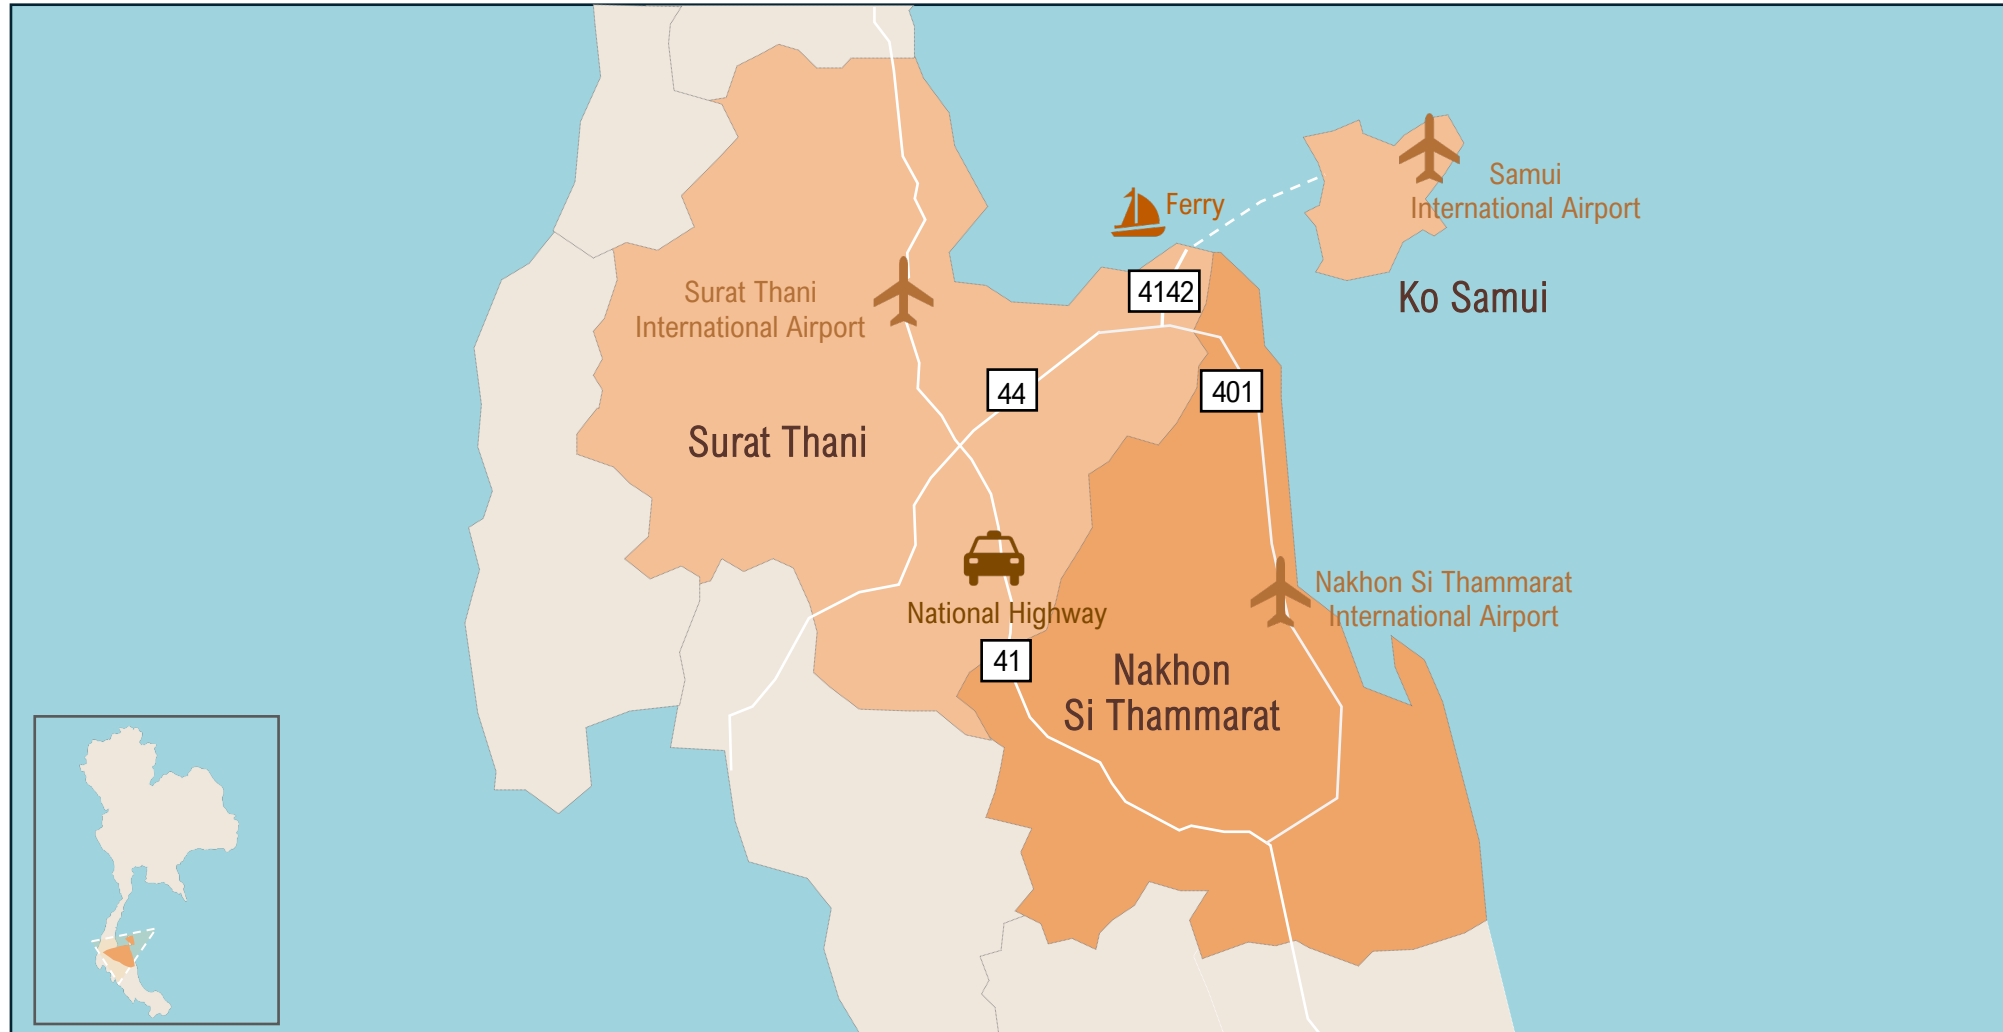 Samui
International Airport
Ferry
Ko Samui
4142
Surat Thani
International Airport
44
401
Surat Thani
Nakhon Si Thammarat
International Airport
National Highway
41
Nakhon
Si Thammarat